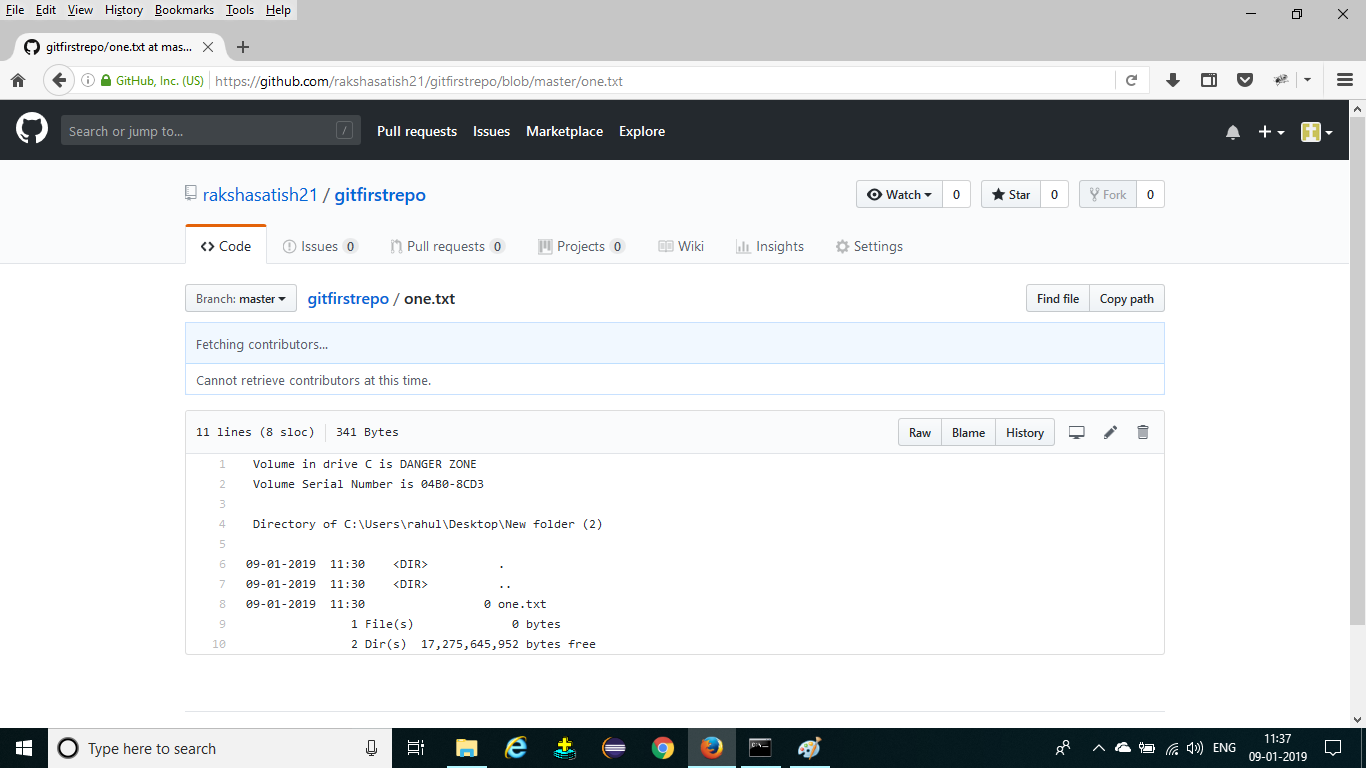 File Edit View History Bookmarks Tools Help
gitfirstrepo/one.txt at mas...
GitHub, Inc. (US) https://github.com/rakshasatish21/gitfirstrepo/blob/master/one.txt
Search or jump to... / Pull requests Issues Marketplace Explore
rakshasatish21 / gitfirstrepo Watch 0 Star 0 Fork 0
Code Issues 0 Pull requests 0 Projects 0 Wiki Insights Settings
Branch: master gitfirstrepo / one.txt Find file Copy path
Fetching contributors...
Cannot retrieve contributors at this time.
11 lines (8 sloc) 341 Bytes Raw Blame History
1 Volume in drive C is DANGER ZONE
2 Volume Serial Number is 04B0-8CD3
3
4 Directory of C:\Users\rahul\Desktop\New folder (2)
5
6 09-01-2019 11:30 <DIR> .
7 09-01-2019 11:30 <DIR> ..
8 09-01-2019 11:30 0 one.txt
9 1 File(s) 0 bytes
10 2 Dir(s) 17,275,645,952 bytes free
Type here to search ENG 11:37
09-01-2019